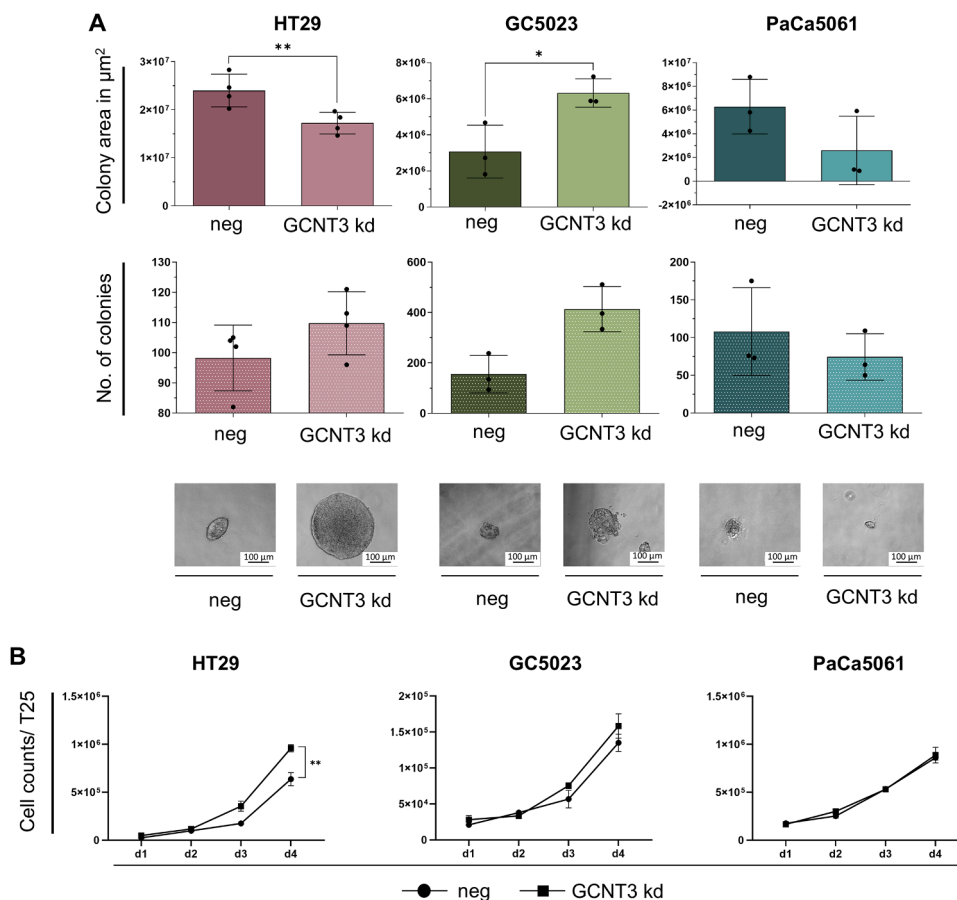 A
HT29
GC5023
PaCa5061
Colony area in µm²
3×10⁷
2×10⁷
1×10⁷
0
**
neg
GCNT3 kd
8×10⁶
6×10⁶
4×10⁶
2×10⁶
0
*
neg
GCNT3 kd
1×10⁷
8×10⁶
6×10⁶
4×10⁶
2×10⁶
0
-2×10⁶
neg
GCNT3 kd
No. of colonies
130
120
110
100
90
80
neg
GCNT3 kd
600
400
200
0
neg
GCNT3 kd
200
150
100
50
0
neg
GCNT3 kd
100 µm
100 µm
100 µm
100 µm
100 µm
100 µm
neg
GCNT3 kd
neg
GCNT3 kd
neg
GCNT3 kd
B
HT29
GC5023
PaCa5061
Cell counts/ T25
1.5×10⁶
1×10⁶
5×10⁵
0
**
d1 d2 d3 d4
2×10⁵
1.5×10⁵
1×10⁵
5×10⁴
0
d1 d2 d3 d4
1.5×10⁶
1×10⁶
5×10⁵
0
d1 d2 d3 d4
neg
GCNT3 kd